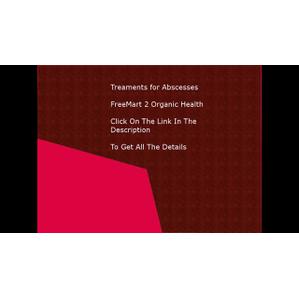 Treaments for Abscesses
FreeMart 2 Organic Health
Click On The Link In The
Description
To Get All The Details